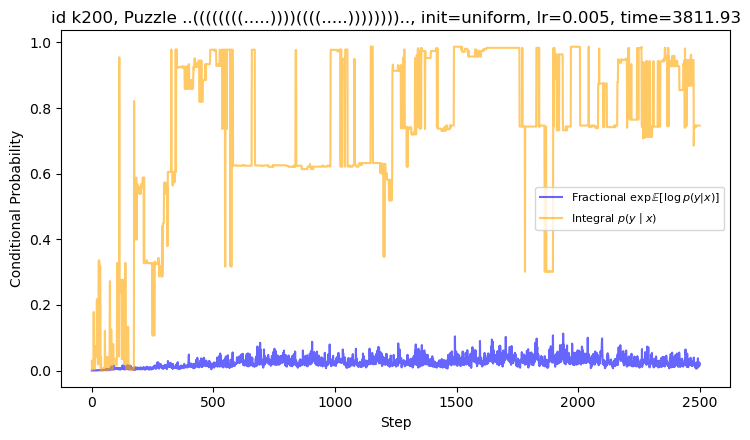 id k200, Puzzle ..((((((((.....))))((((.....)))))))).., init=uniform, lr=0.005, time=3811.93
Conditional Probability
1.0
0.8
0.6
0.4
0.2
0.0
Fractional exp𝔼[log p(y|x)]
Integral p(y | x)
0 500 1000 1500 2000 2500
Step